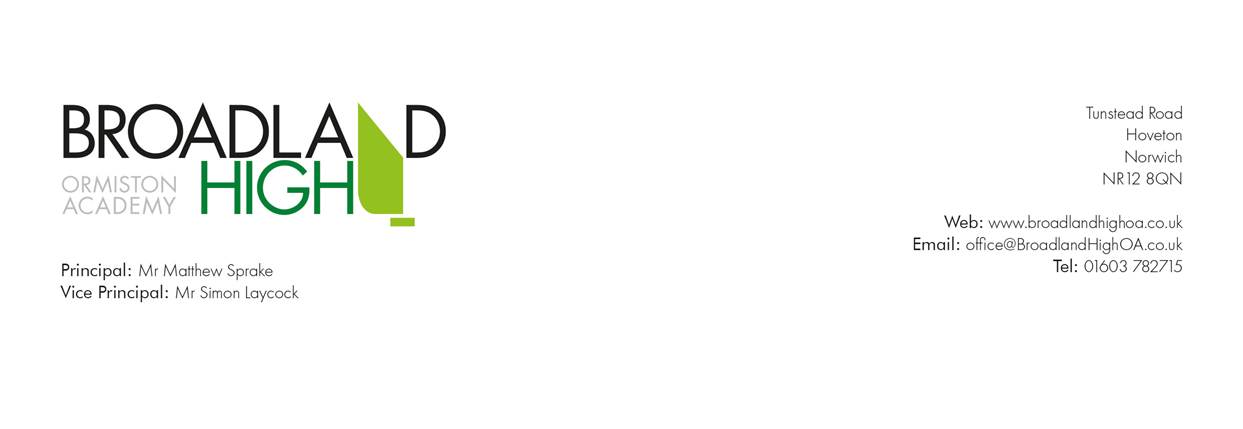 BROADLAND
HIGH
ORMISTON
ACADEMY
Principal: Mr Matthew Sprake
Vice Principal: Mr Simon Laycock
Tunstead Road
Hoveton
Norwich
NR12 8QN
Web: www.broadlandhighoa.co.uk
Email: office@BroadlandHighOA.co.uk
Tel: 01603 782715